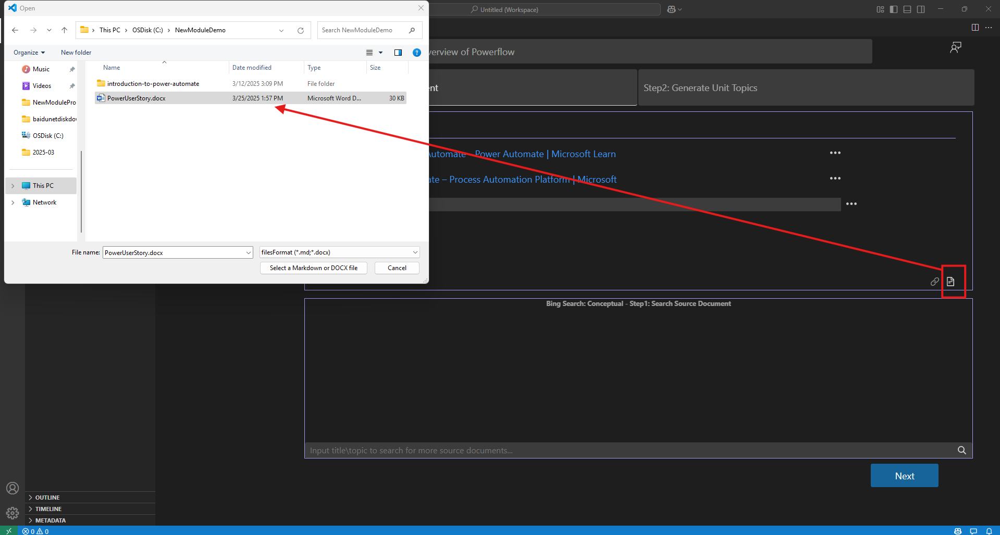 Open
This PC > OSDisk (C:) > NewModuleDemo
Search NewModuleDemo
Organize
New folder
Name
Date modified
Type
Size
Music
Videos
NewModulePro
baidunetdiskdov
OSDisk (C:)
2025-03
This PC
Network
introduction-to-power-automate 3/12/2025 3:09 PM File folder
PowerUserStory.docx 3/25/2025 1:57 PM Microsoft Word D... 30 KB
File name: PowerUserStory.docx
filesFormat (*.md;*.docx)
Select a Markdown or DOCX file
Cancel
Untitled (Workspace)
verview of Powerflow
ent
Step2: Generate Unit Topics
Automate - Power Automate | Microsoft Learn
ate – Process Automation Platform | Microsoft
Bing Search: Conceptual - Step1: Search Source Document
Input title\topic to search for more source documents...
Next
OUTLINE
TIMELINE
METADATA
0 0